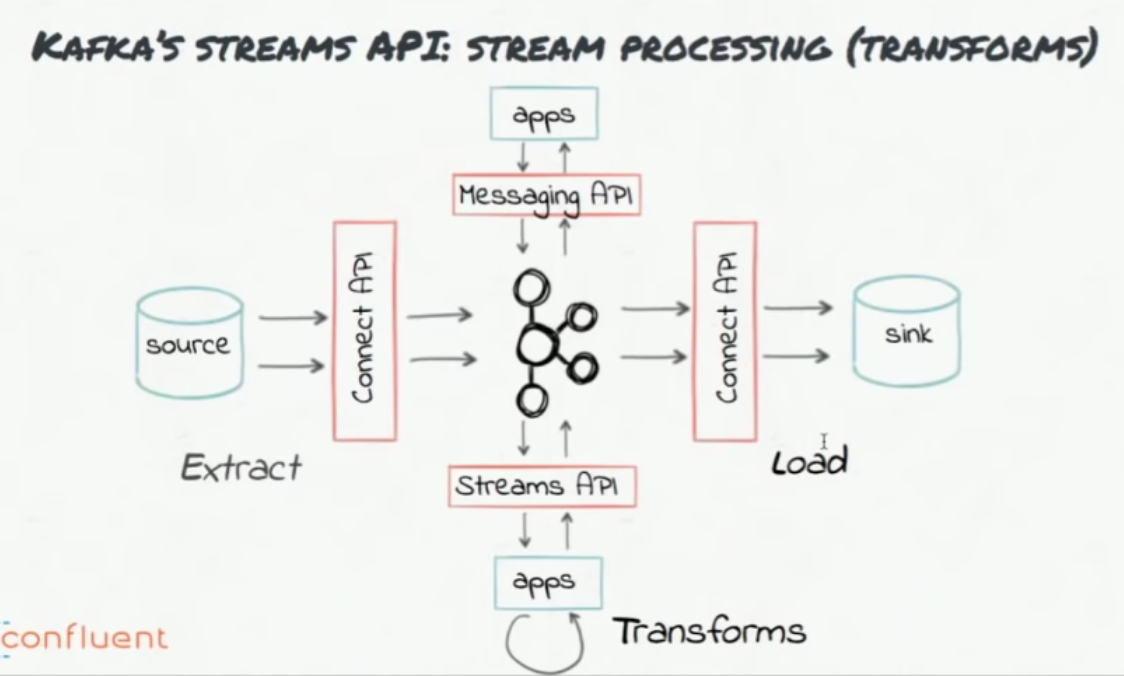 KAFKA'S STREAMS API: STREAM PROCESSING (TRANSFORMS)
apps
Messaging API
source
Connect API
Connect API
sink
Extract
Load
Streams API
apps
Transforms
confluent